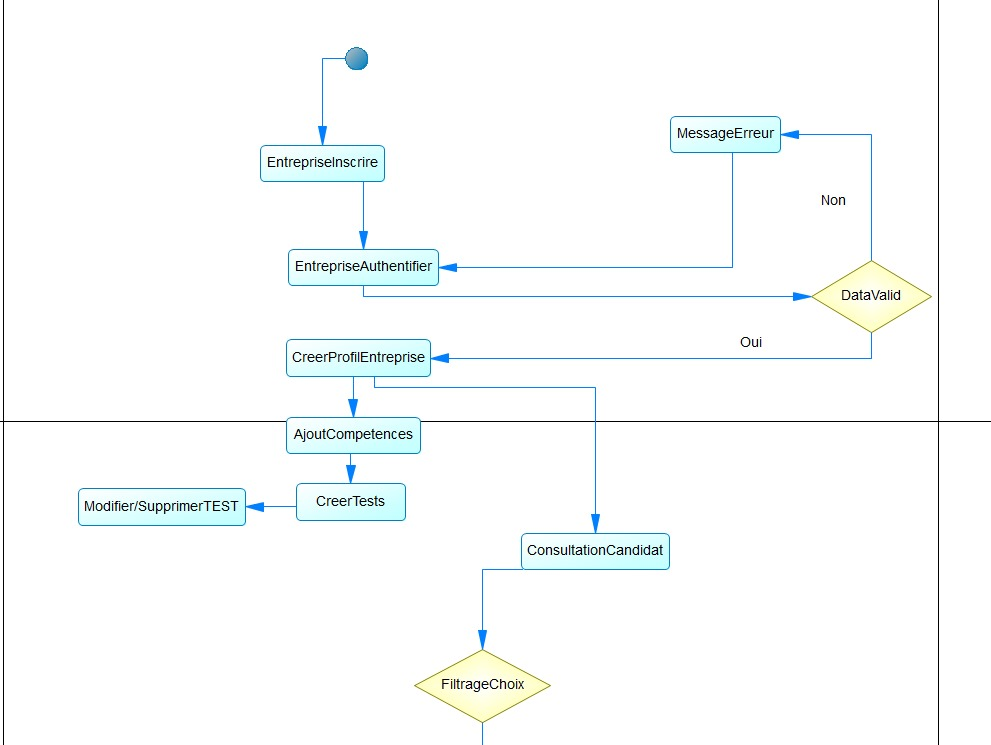 MessageErreur
EntrepriseInscrire
Non
EntrepriseAuthentifier
DataValid
Oui
CreerProfilEntreprise
AjoutCompetences
CreerTests
Modifier/SupprimerTEST
ConsultationCandidat
FiltrageChoix